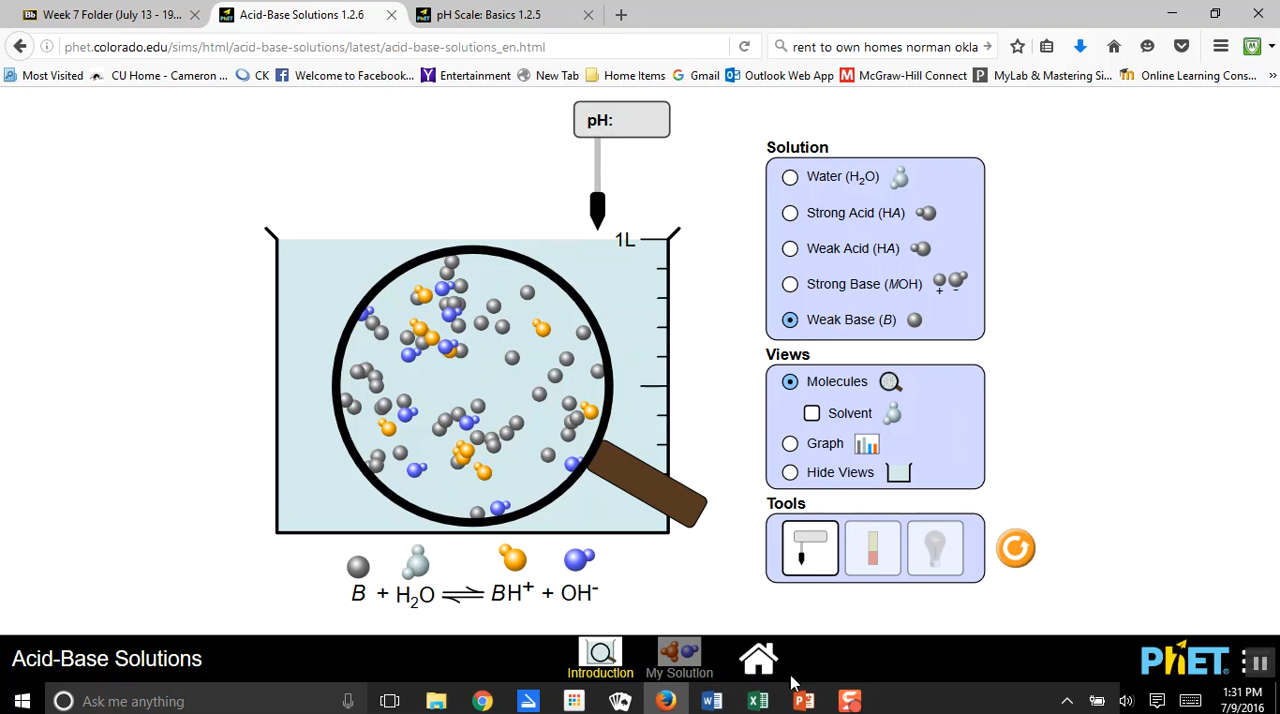 Week 7 Folder (July 13 - 19...
Acid-Base Solutions 1.2.6
pH Scale: Basics 1.2.5
phet.colorado.edu/sims/html/acid-base-solutions/latest/acid-base-solutions_en.html
rent to own homes norman okla
Most Visited
CU Home - Cameron ...
CK
Welcome to Facebook...
Entertainment
New Tab
Home Items
Gmail
Outlook Web App
McGraw-Hill Connect
MyLab & Mastering Si...
Online Learning Cons...
pH:
1L
Solution
Water (H₂O)
Strong Acid (HA)
Weak Acid (HA)
Strong Base (MOH)
+ -
Weak Base (B)
Views
Molecules
Solvent
Graph
Hide Views
Tools
B + H₂O ⇌ BH⁺ + OH⁻
Acid-Base Solutions
Introduction
My Solution
PhET
Ask me anything
1:31 PM
7/9/2016